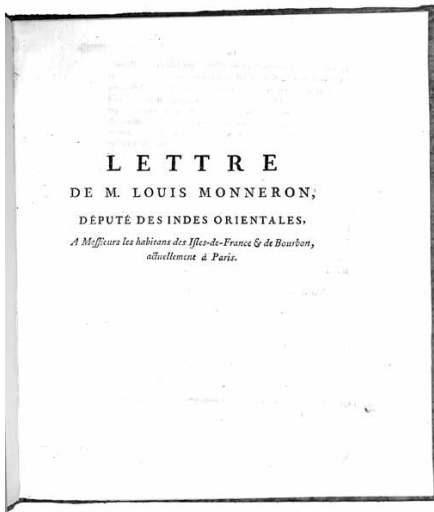 LETTRE
DE M. LOUIS MONNERON,
DÉPUTÉ DES INDES ORIENTALES,
A Meſſieurs les habitans des Iſles-de-France & de Bourbon,
actuellement à Paris.